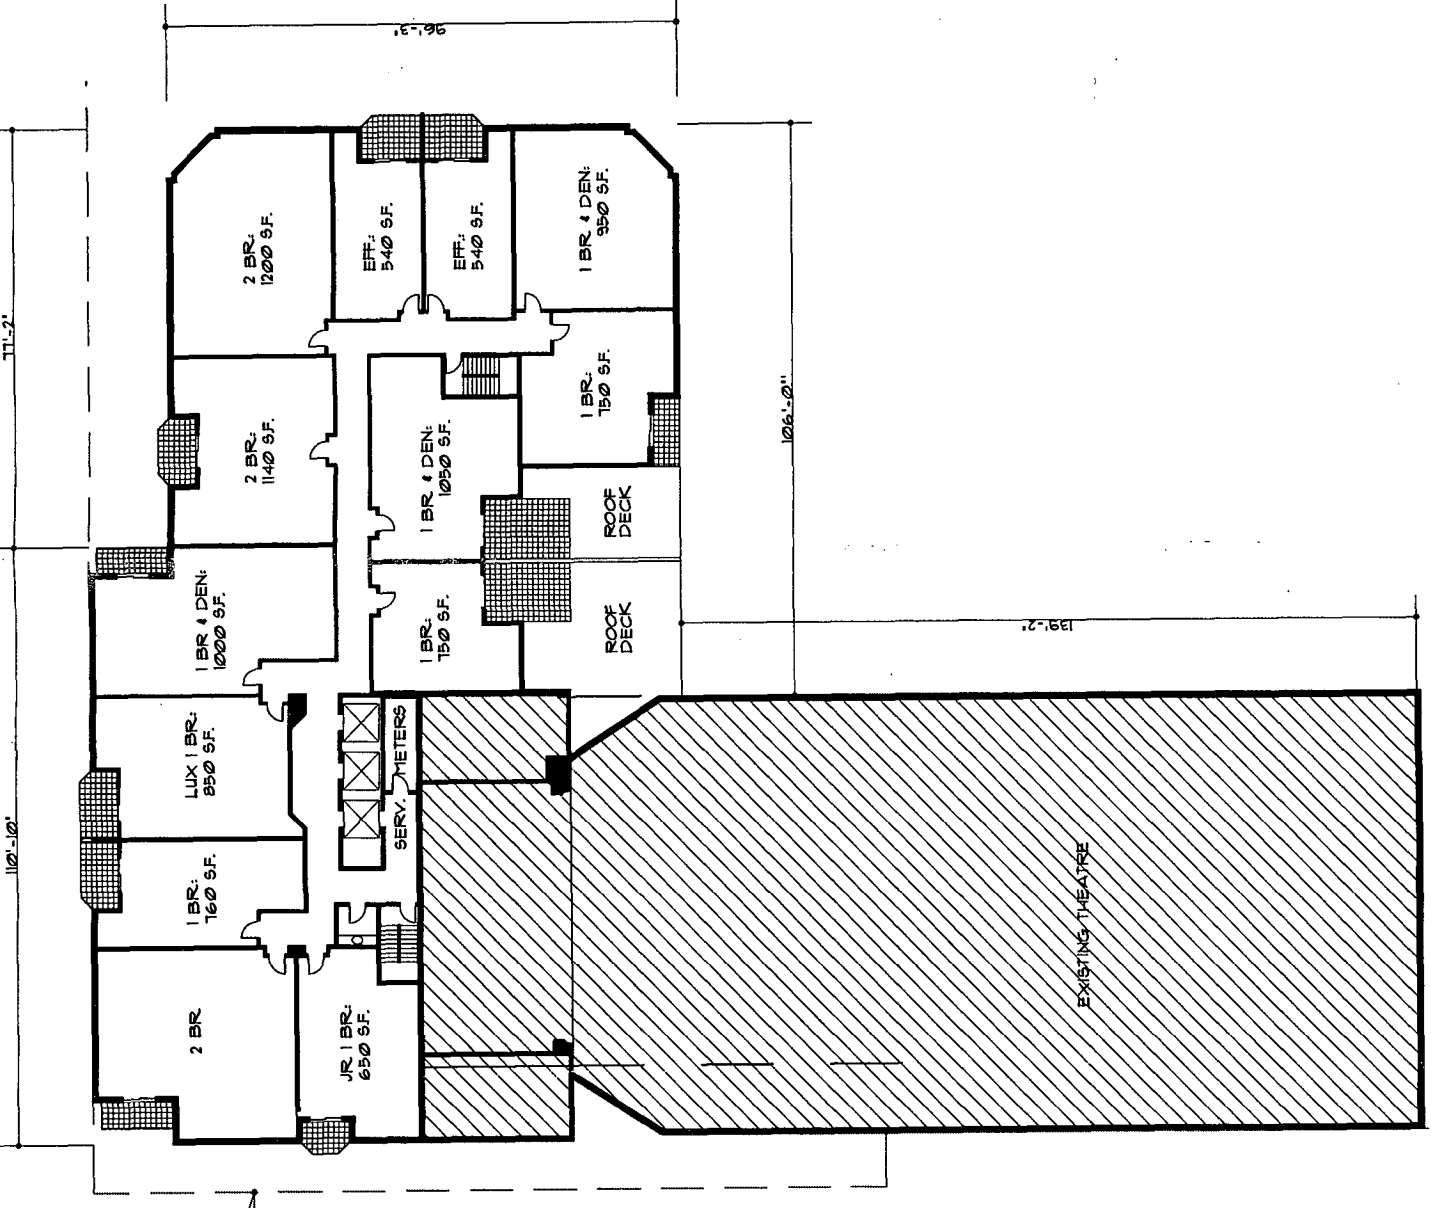 96'-3"
77'-2"
106'-0"
139'-2"
110'-10"
2 BR.:
1200 S.F.
EFF.:
540 S.F.
EFF.:
540 S.F.
1 BR & DEN:
950 S.F.
1 BR.:
750 S.F.
2 BR.:
1140 S.F.
1 BR & DEN:
1050 S.F.
ROOF
DECK
1 BR & DEN:
1000 S.F.
1 BR.:
750 S.F.
ROOF
DECK
LUX 1 BR.:
850 S.F.
METERS
SERV.
1 BR.:
760 S.F.
2 BR
JR 1 BR.:
650 S.F.
EXISTING THEATRE